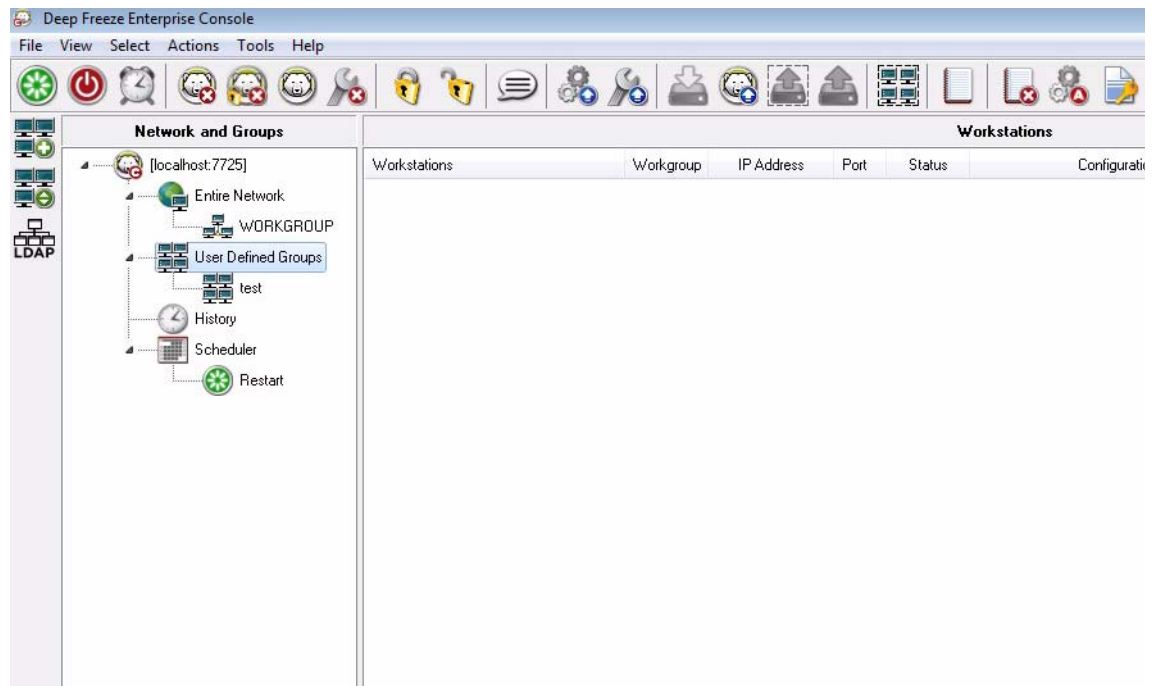 Deep Freeze Enterprise Console
File View Select Actions Tools Help
Network and Groups
Workstations
[localhost:7725]
Workstations Workgroup IP Address Port Status Configuratio
Entire Network
WORKGROUP
LDAP
User Defined Groups
test
History
Scheduler
Restart